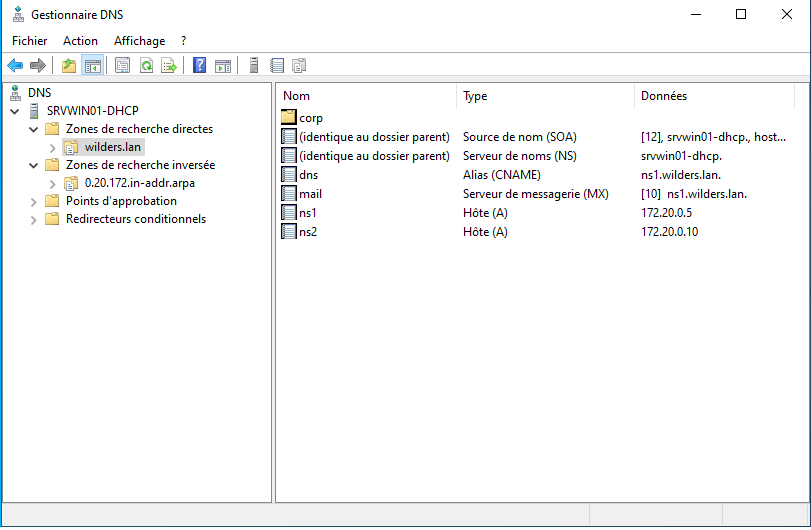 Gestionnaire DNS
Fichier Action Affichage ?
DNS
SRVWIN01-DHCP
Zones de recherche directes
wilders.lan
Zones de recherche inversée
0.20.172.in-addr.arpa
Points d'approbation
Redirecteurs conditionnels
Nom Type Données
corp
(identique au dossier parent) Source de nom (SOA) [12], srvwin01-dhcp., host...
(identique au dossier parent) Serveur de noms (NS) srvwin01-dhcp.
dns Alias (CNAME) ns1.wilders.lan.
mail Serveur de messagerie (MX) [10] ns1.wilders.lan.
ns1 Hôte (A) 172.20.0.5
ns2 Hôte (A) 172.20.0.10